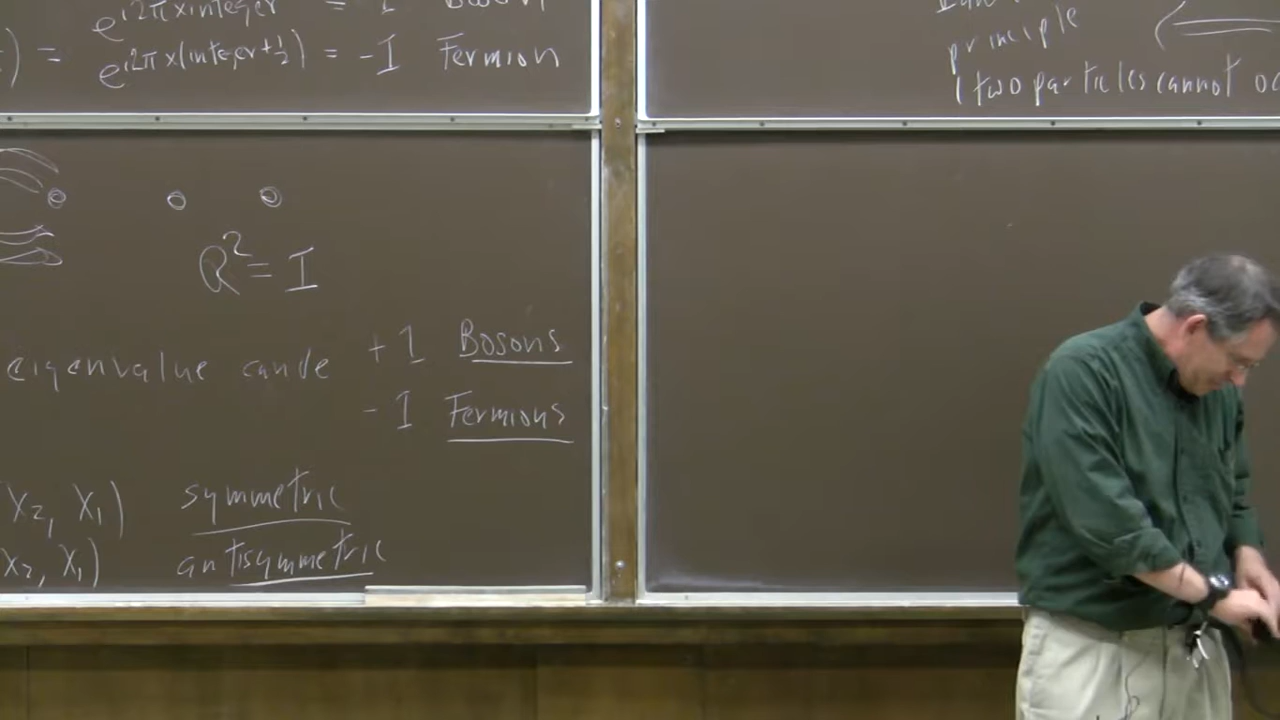 e^{i2π×integer} = I Boson
) = e^{i2π×(integer+½)} = -I Fermion
principle
(two particles cannot oc
R² = I
eigenvalue can be +1 Bosons
-1 Fermions
x₂, x₁) symmetric
x₂, x₁) antisymmetric